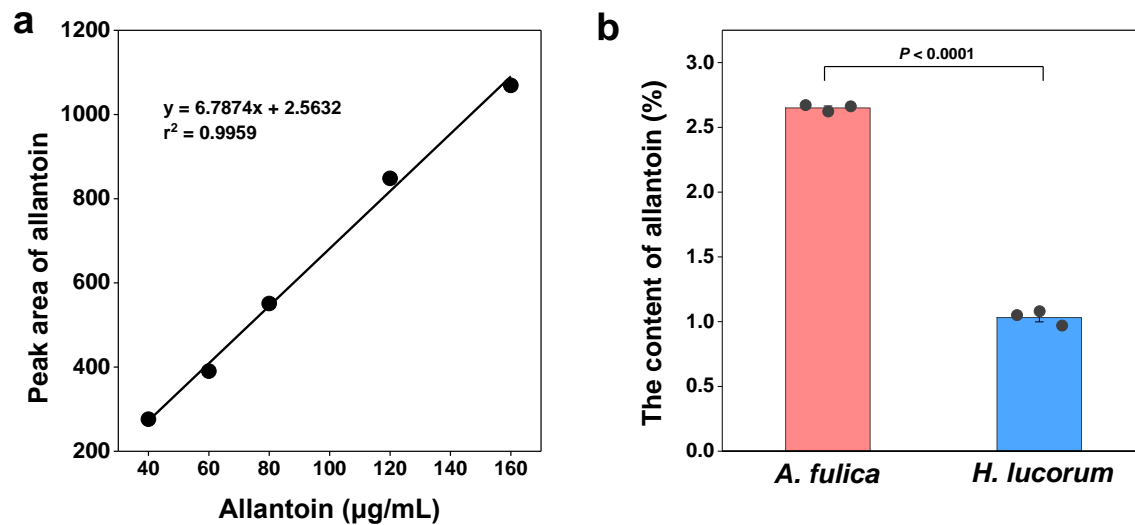 a
1200
1000
800
600
400
200
Peak area of allantoin
y = 6.7874x + 2.5632
r² = 0.9959
40 60 80 100 120 140 160
Allantoin (µg/mL)
b
P < 0.0001
3.0
2.5
2.0
1.5
1.0
0.5
0.0
The content of allantoin (%)
A. fulica H. lucorum